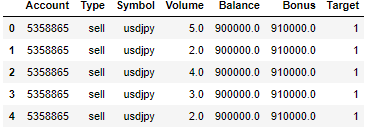 Account Type Symbol Volume Balance Bonus Target
0 5358865 sell usdjpy 5.0 900000.0 910000.0 1
1 5358865 sell usdjpy 2.0 900000.0 910000.0 1
2 5358865 sell usdjpy 4.0 900000.0 910000.0 1
3 5358865 sell usdjpy 3.0 900000.0 910000.0 1
4 5358865 sell usdjpy 2.0 900000.0 910000.0 1